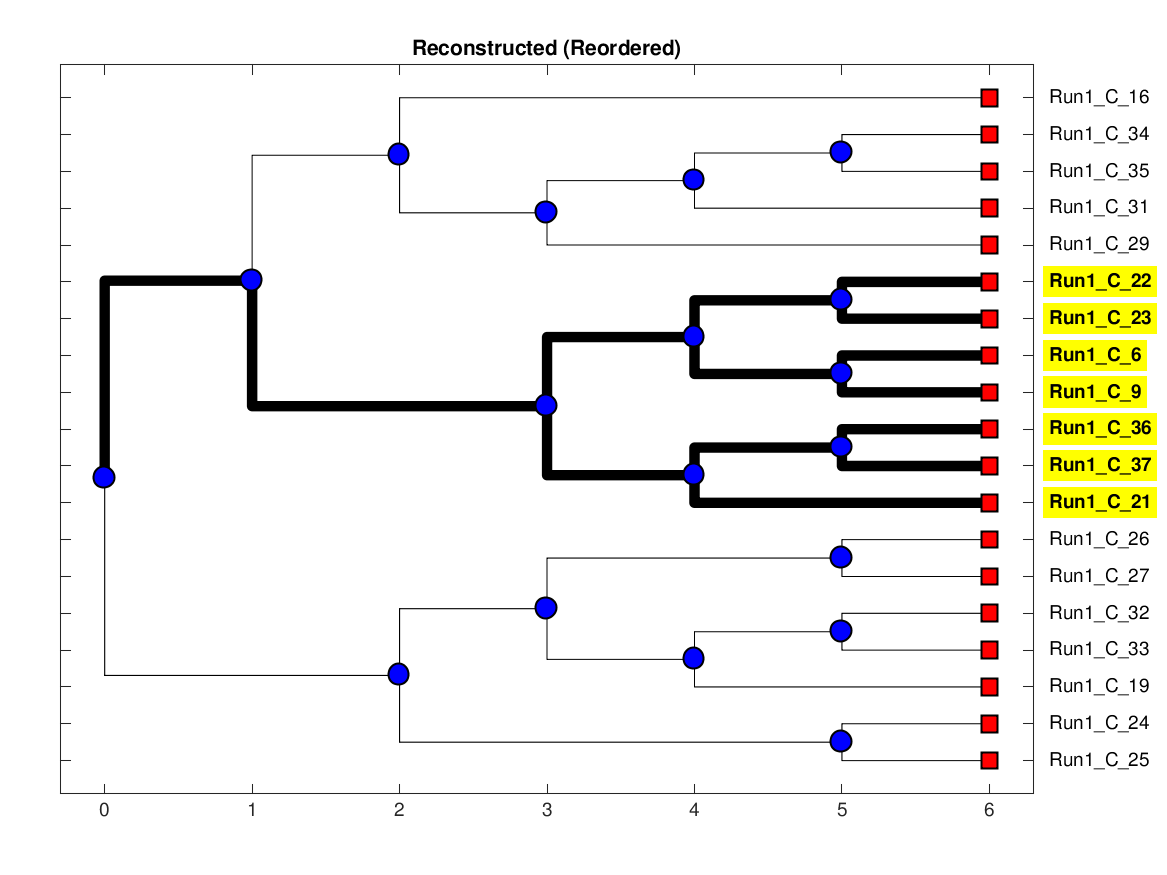 Reconstructed (Reordered)
Run1_C_16
Run1_C_34
Run1_C_35
Run1_C_31
Run1_C_29
Run1_C_22
Run1_C_23
Run1_C_6
Run1_C_9
Run1_C_36
Run1_C_37
Run1_C_21
Run1_C_26
Run1_C_27
Run1_C_32
Run1_C_33
Run1_C_19
Run1_C_24
Run1_C_25
0 1 2 3 4 5 6